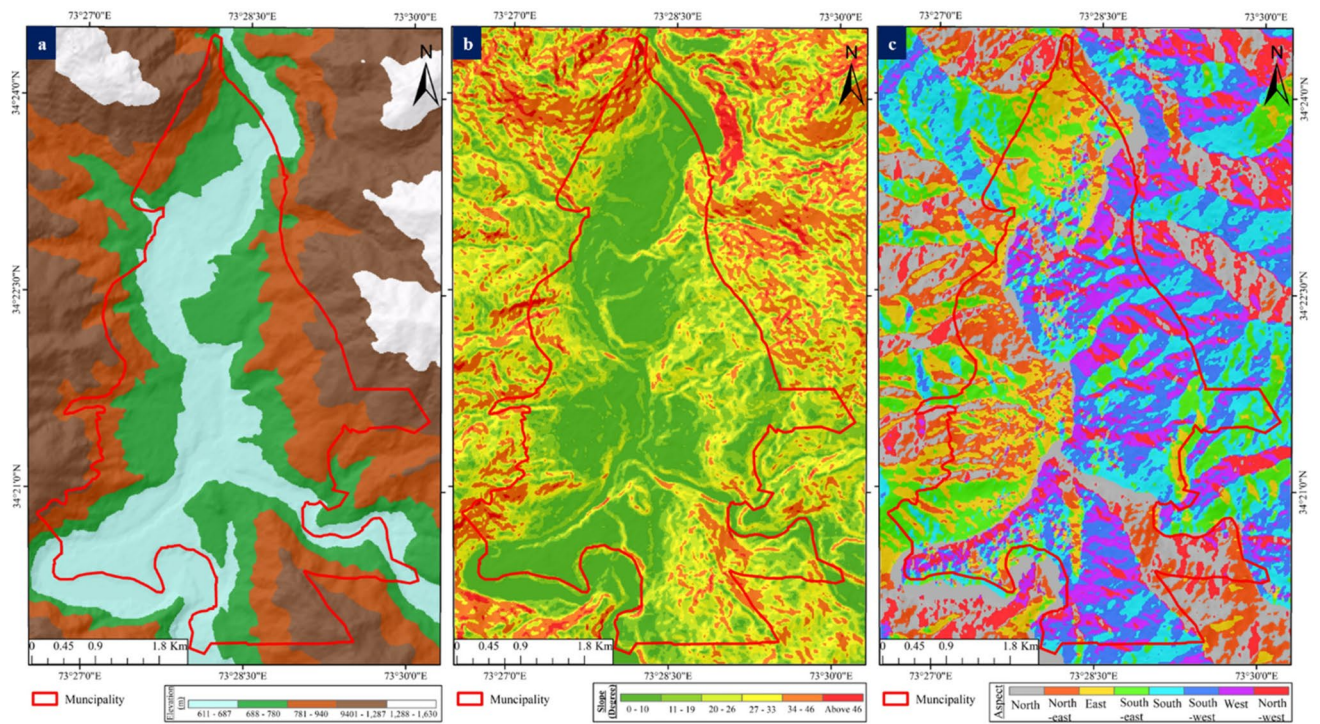 73°27'0"E 73°28'30"E 73°30'0"E 73°27'0"E 73°28'30"E 73°30'0"E 73°27'0"E 73°28'30"E 73°30'0"E
a
N
b
N
c
N
34°24'0"N
34°22'30"N
34°21'0"N
34°24'0"N
34°22'30"N
34°21'0"N
0 0.45 0.9 1.8 Km
0 0.45 0.9 1.8 Km
0 0.45 0.9 1.8 Km
73°27'0"E 73°28'30"E 73°30'0"E 73°27'0"E 73°28'30"E 73°30'0"E 73°27'0"E 73°28'30"E 73°30'0"E
Muncipality
Elevation
(m)
611 - 687 688 - 780 781 - 940 9401 - 1,287 1,288 - 1,630
Muncipality
Slope
(Degree)
0 - 10 11 - 19 20 - 26 27 - 33 34 - 46 Above 46
Muncipality
Aspect
North North East South South South West North
-east -east -west -west